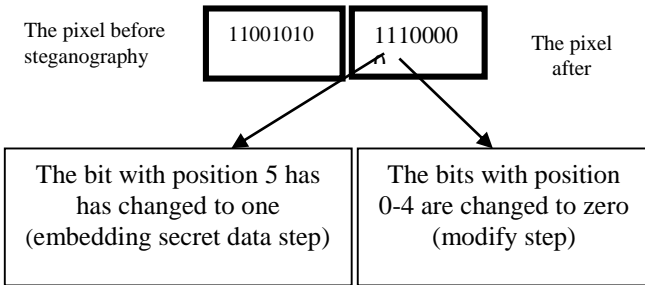 The pixel before
steganography
11001010
1110000
The pixel
after
The bit with position 5 has
has changed to one
(embedding secret data step)
The bits with position
0-4 are changed to zero
(modify step)